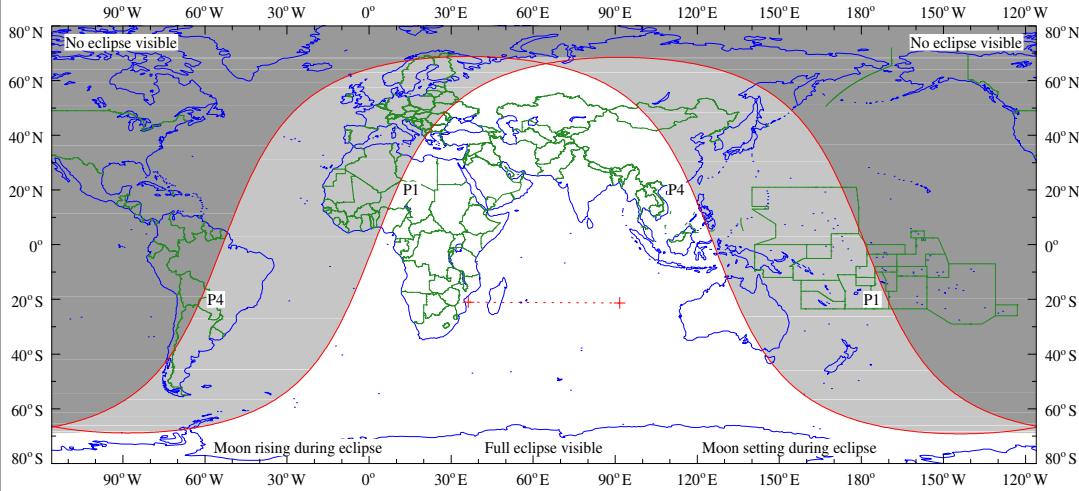 90°W 60°W 30°W 0° 30°E 60°E 90°E 120°E 150°E 180° 150°W 120°W
80°N 80°N
No eclipse visible No eclipse visible
60°N 60°N
40°N 40°N
20°N P1 P4 20°N
0° 0°
20°S P4 P1 20°S
40°S 40°S
60°S 60°S
Moon rising during eclipse Full eclipse visible Moon setting during eclipse
80°S 80°S
90°W 60°W 30°W 0° 30°E 60°E 90°E 120°E 150°E 180° 150°W 120°W